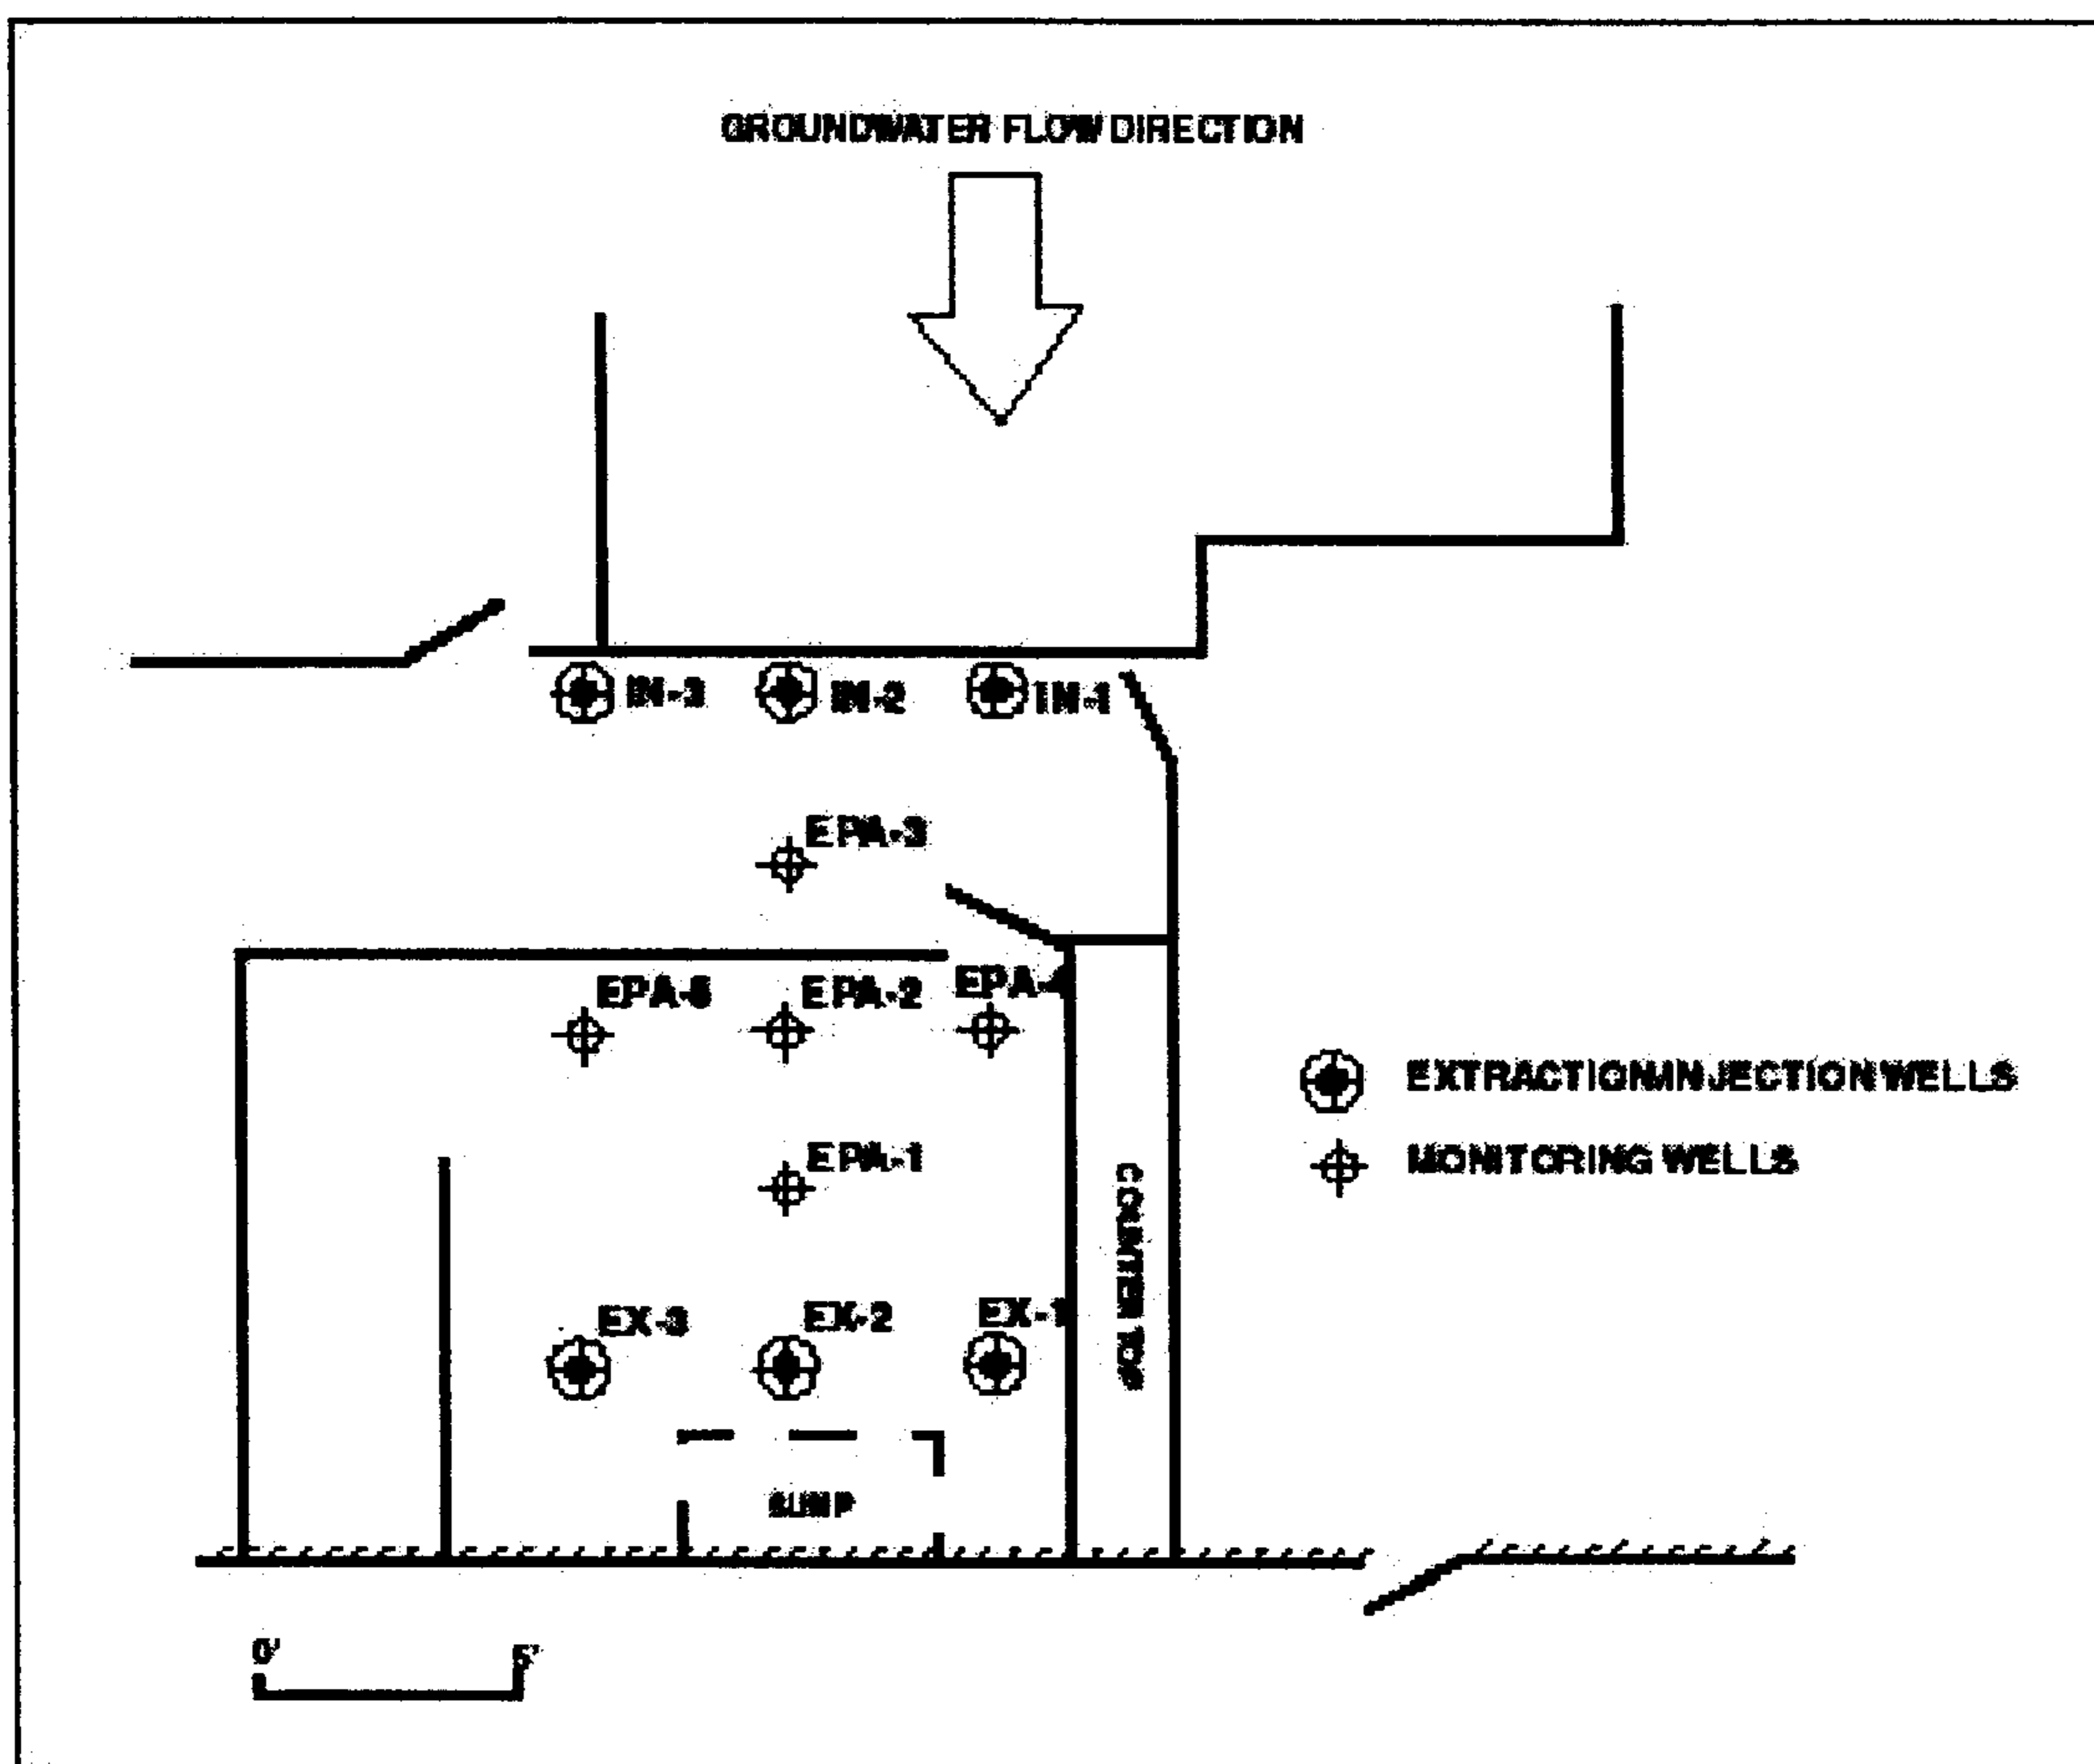 GROUNDWATER FLOW DIRECTION
IN-3
IN-2
IN-1
EPA-3
EPA-5
EPA-2
EPA-4
EXTRACTION/INJECTION WELLS
MONITORING WELLS
EPA-1
COUNTER TOP
EX-3
EX-2
EX-1
SUMP
0'
5'